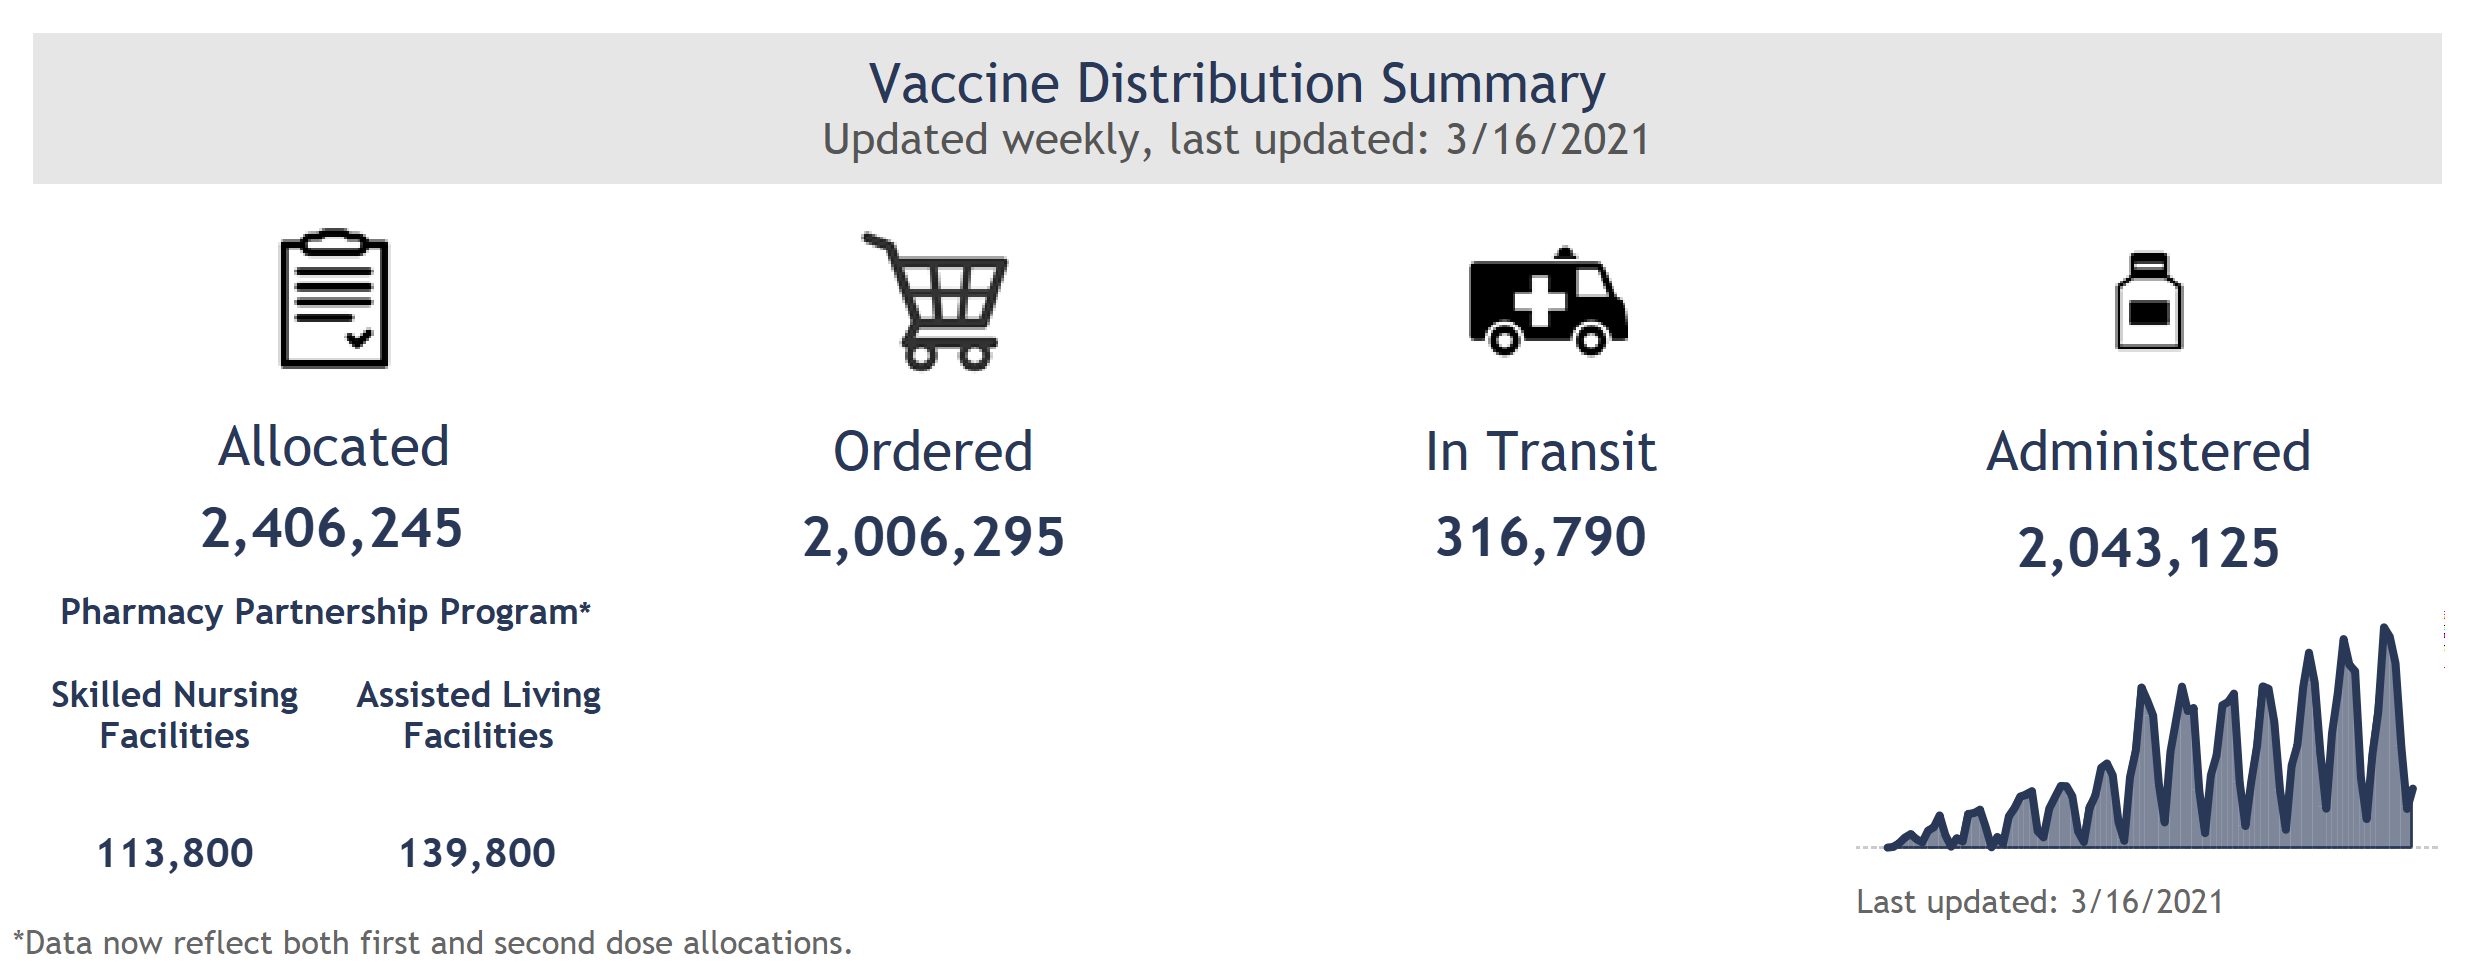 Vaccine Distribution Summary
Updated weekly, last updated: 3/16/2021
Allocated
2,406,245
Pharmacy Partnership Program*
Skilled Nursing
Facilities
113,800
Assisted Living
Facilities
139,800
Ordered
2,006,295
In Transit
316,790
Administered
2,043,125
Last updated: 3/16/2021
*Data now reflect both first and second dose allocations.